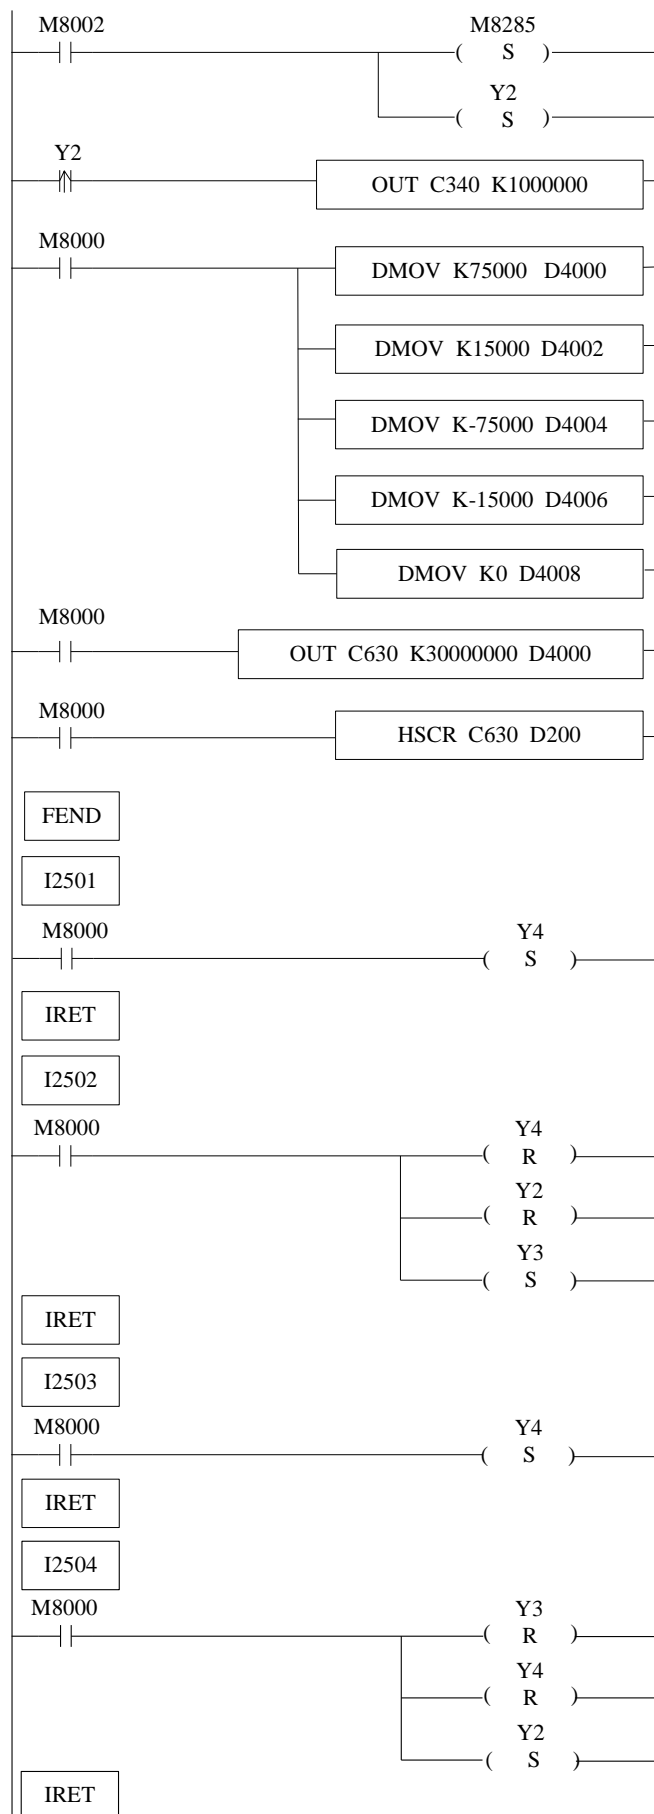 M8002
M8285
( S )
Y2
( S )
Y2
OUT C340 K1000000
M8000
DMOV K75000 D4000
DMOV K15000 D4002
DMOV K-75000 D4004
DMOV K-15000 D4006
DMOV K0 D4008
M8000
OUT C630 K30000000 D4000
M8000
HSCR C630 D200
FEND
I2501
M8000
Y4
( S )
IRET
I2502
M8000
Y4
( R )
Y2
( R )
Y3
( S )
IRET
I2503
M8000
Y4
( S )
IRET
I2504
M8000
Y3
( R )
Y4
( R )
Y2
( S )
IRET